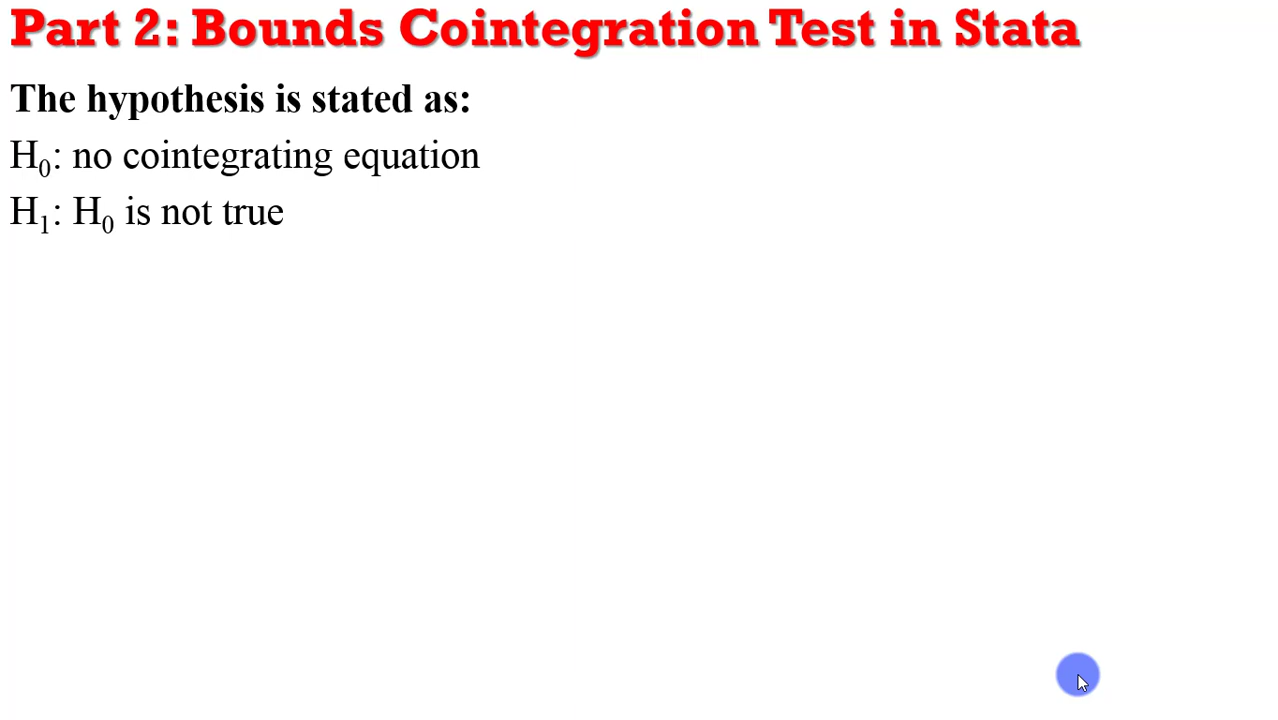 Part 2: Bounds Cointegration Test in Stata
The hypothesis is stated as:
H₀: no cointegrating equation
H₁: H₀ is not true